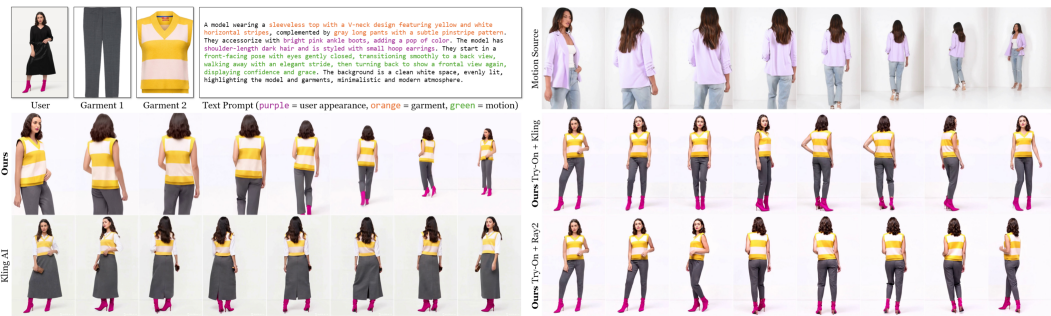 A model wearing a sleeveless top with a V-neck design featuring yellow and white
horizontal stripes, complemented by gray long pants with a subtle pinstripe pattern.
They accessorize with bright pink ankle boots, adding a pop of color. The model has
shoulder-length dark hair and is styled with small hoop earrings. They start in a
front-facing pose with eyes gently closed, transitioning smoothly to a back view,
walking away with an elegant stride, then turning back to show a frontal view again,
displaying confidence and grace. The background is a clean white space, evenly lit,
highlighting the model and garments, minimalistic and modern atmosphere.
User
Garment 1
Garment 2
Text Prompt (purple = user appearance, orange = garment, green = motion)
Ours
Kling AI
Motion Source
Ours Try-On + Kling
Ours Try-On + Ray2